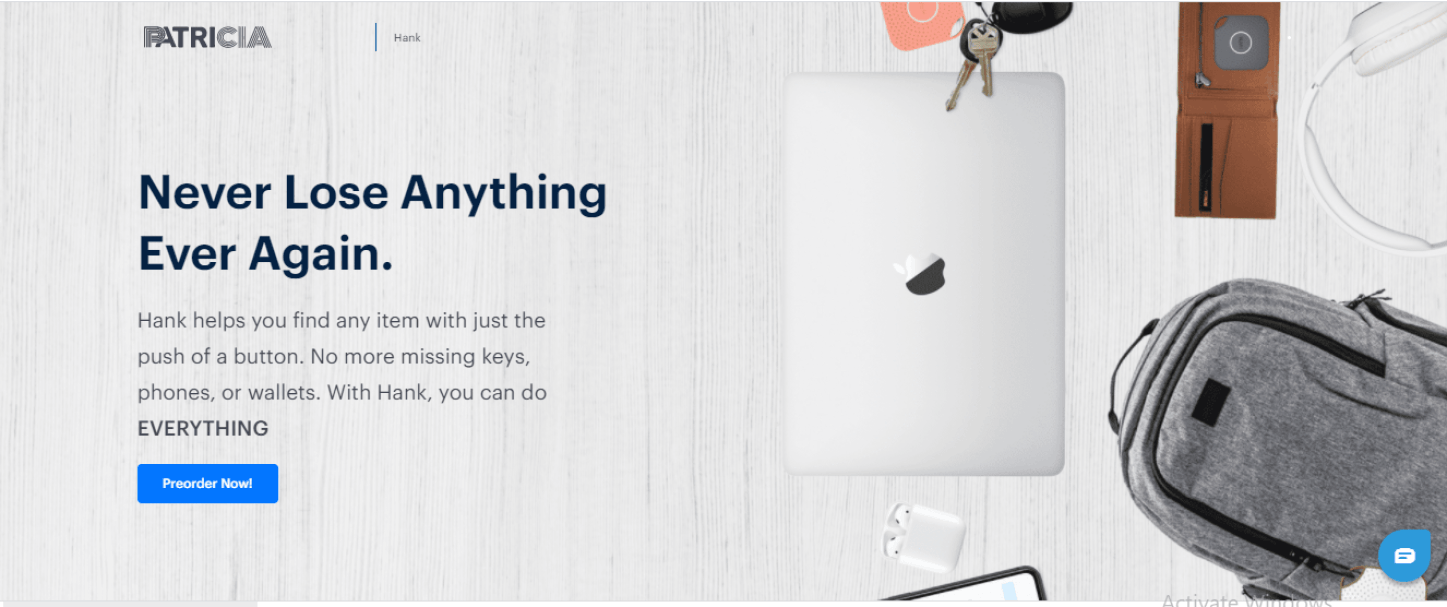 PATRICIA
Hank
Never Lose Anything
Ever Again.
Hank helps you find any item with just the
push of a button. No more missing keys,
phones, or wallets. With Hank, you can do
EVERYTHING
Preorder Now!
Activate Windows